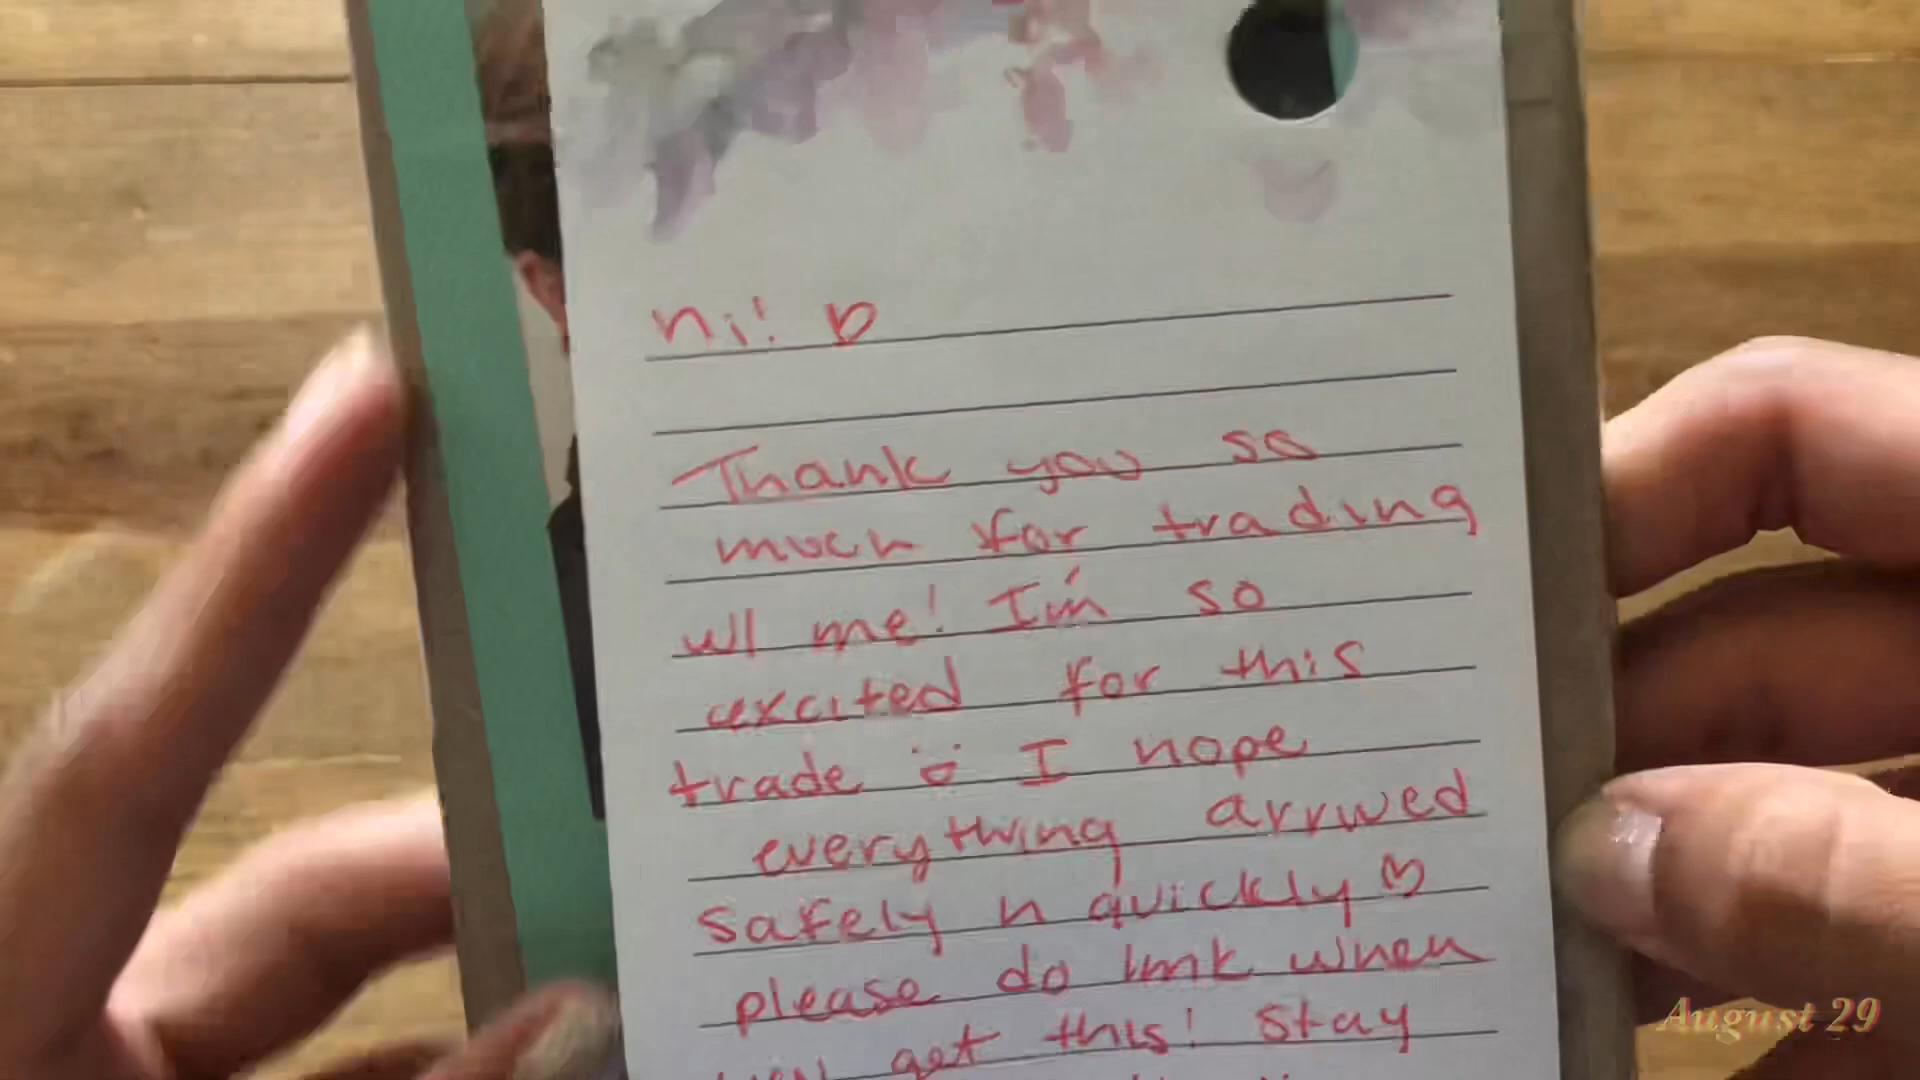 hi! ♡
Thank you so
much for trading
w/ me! I'm so
excited for this
trade I hope
everything arrived
safely n quickly ♡
please do lmk when
get this! Stay
August 29